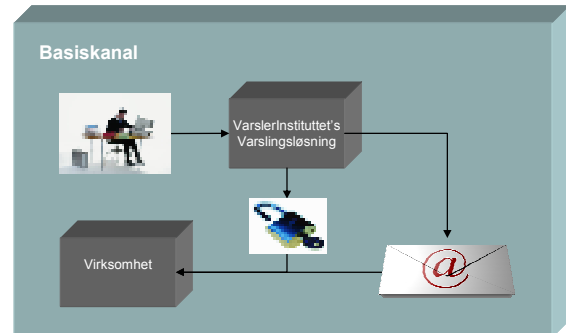 Basiskanal
VarslerInstituttet's
Varslingsløsning
Virksomhet
@